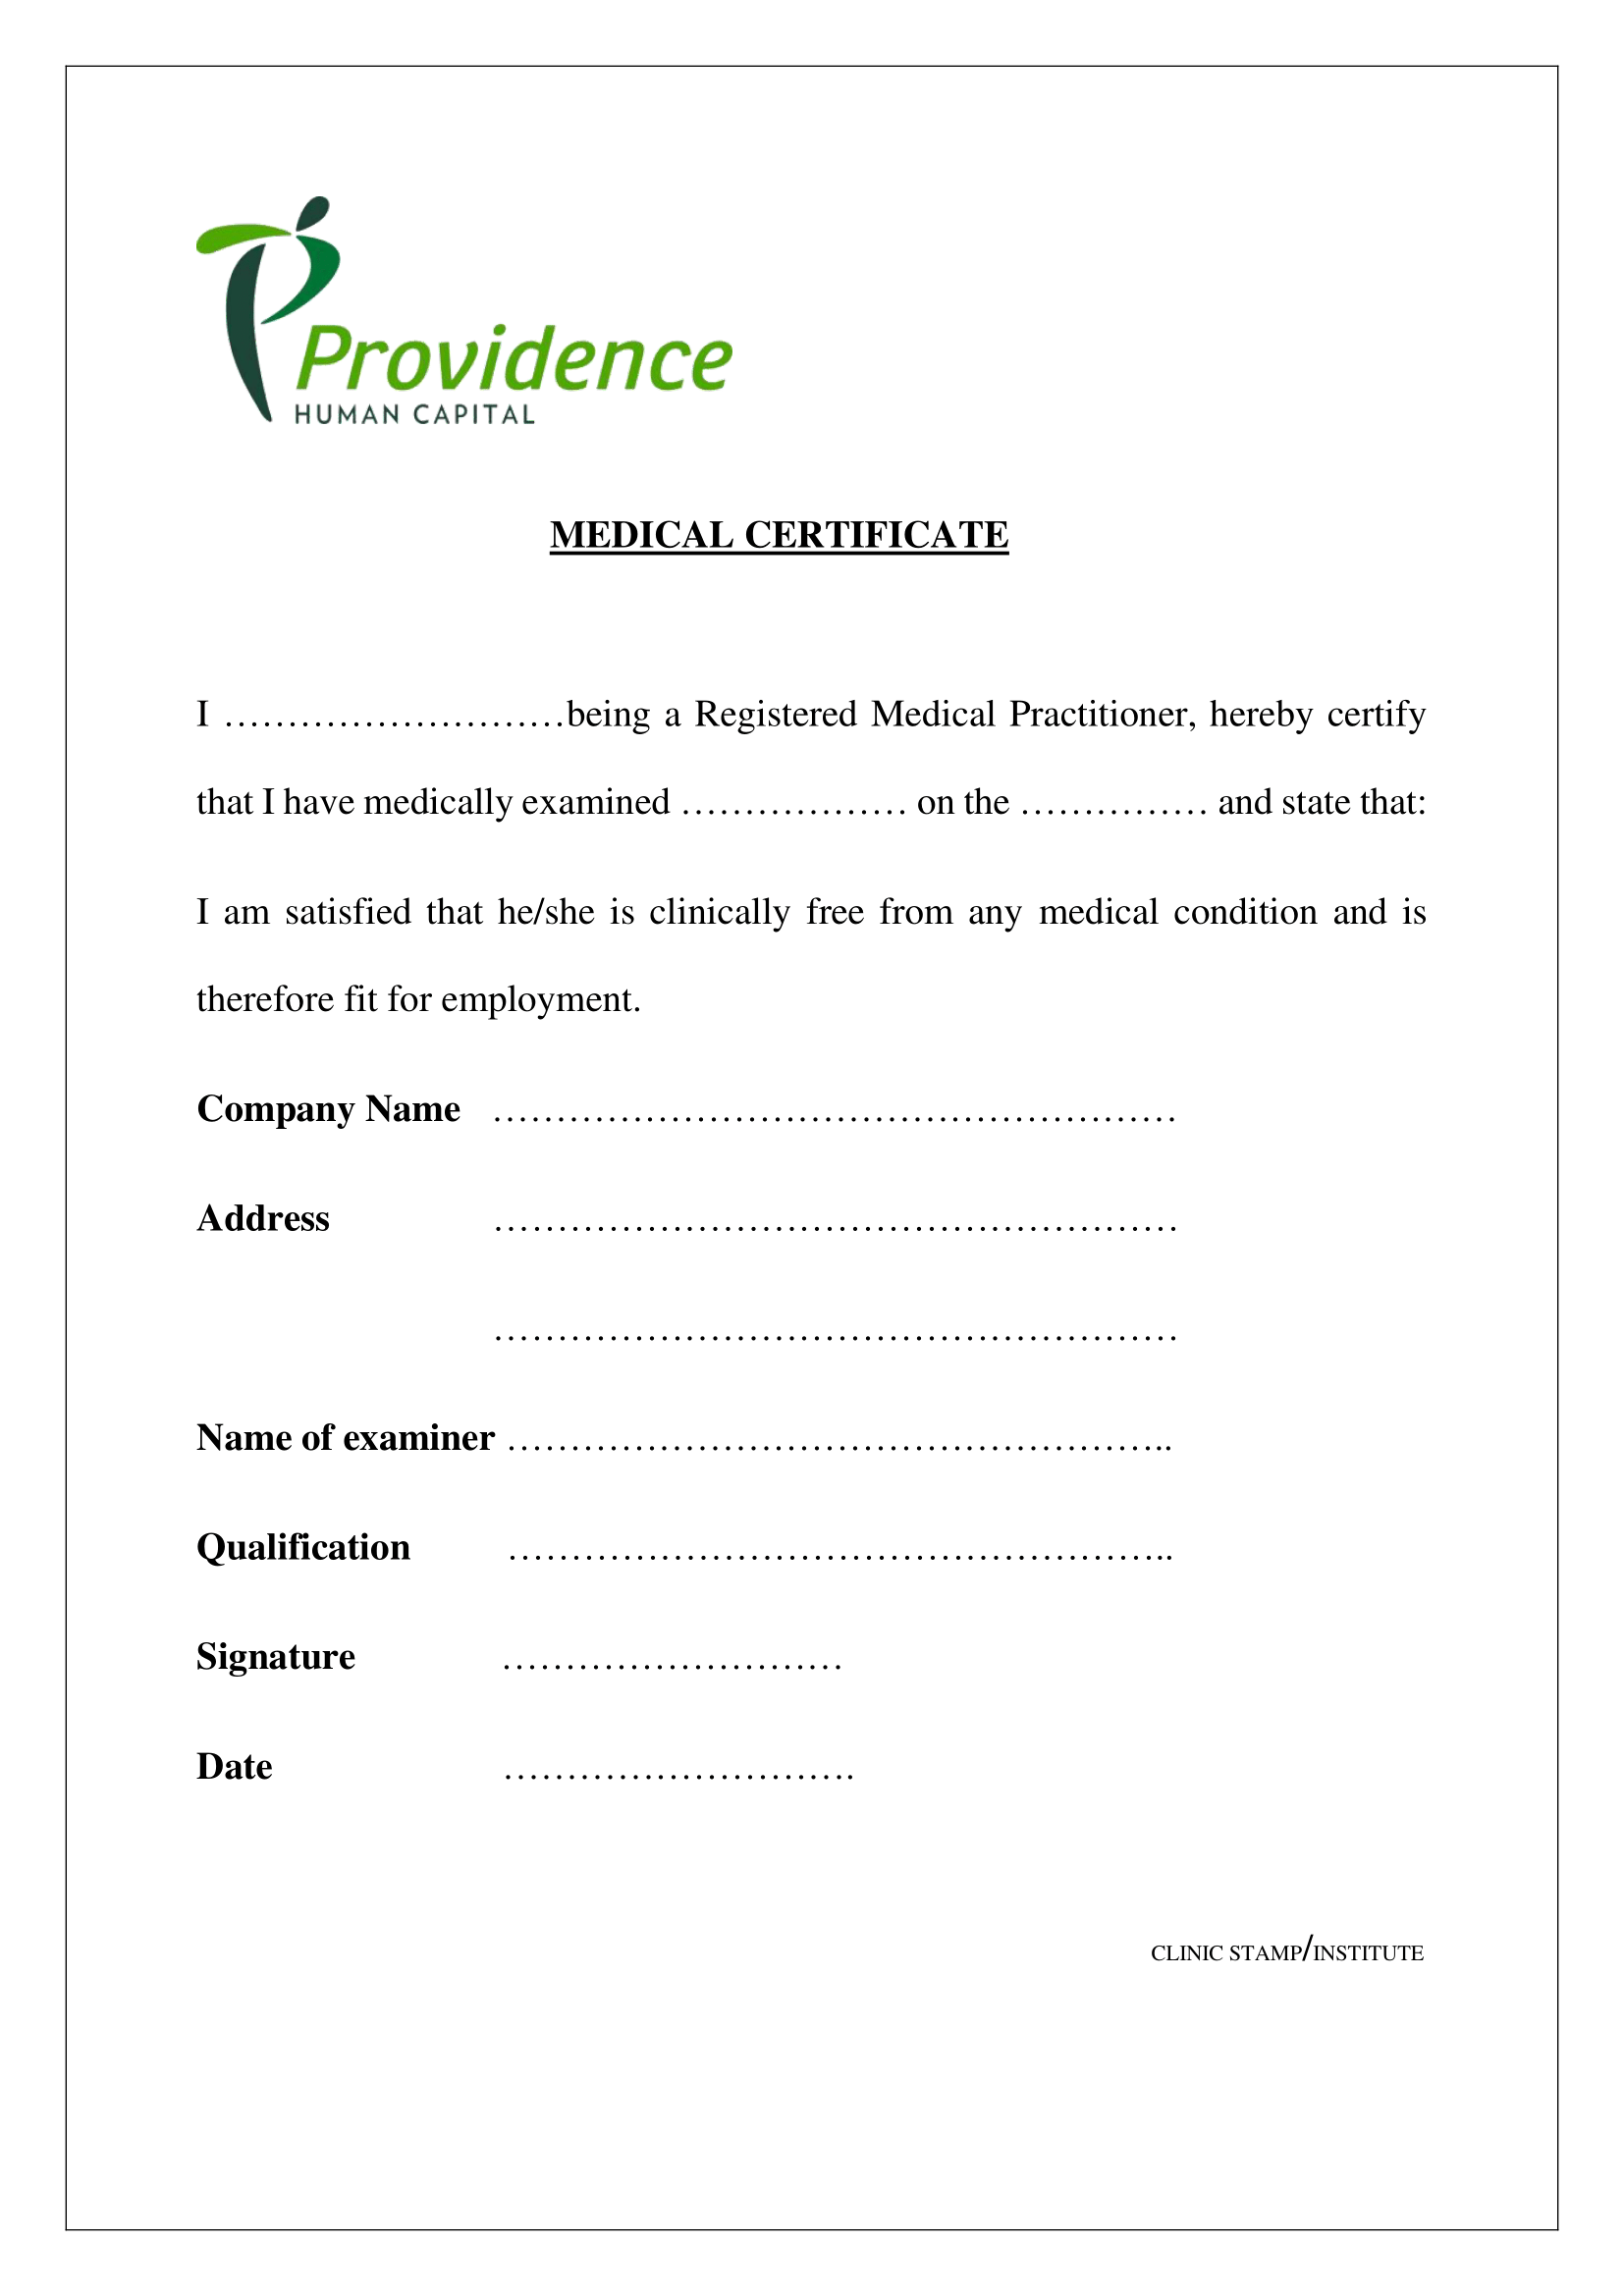 Providence
HUMAN CAPITAL
MEDICAL CERTIFICATE
I ………………………being a Registered Medical Practitioner, hereby certify
that I have medically examined ……………… on the …………… and state that:
I am satisfied that he/she is clinically free from any medical condition and is
therefore fit for employment.
Company Name ………………………………………………
Address ………………………………………………
………………………………………………
Name of examiner ……………………………………………..
Qualification ……………………………………………..
Signature ………………………
Date ……………………….
CLINIC STAMP/INSTITUTE